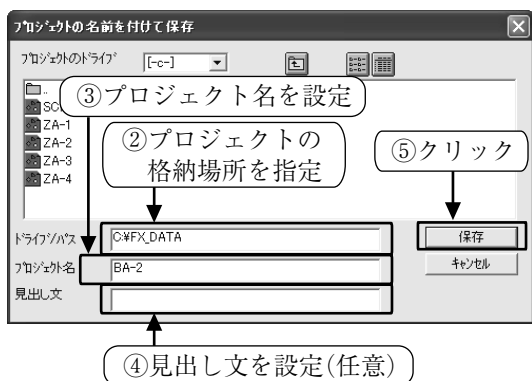 ﾌﾟﾛｼﾞｪｸﾄの名前を付けて保存
ﾌﾟﾛｼﾞｪｸﾄのﾄﾞﾗｲﾌﾞ [-c-]
..
③プロジェクト名を設定
ZA-1
②プロジェクトの
格納場所を指定
ZA-2
ZA-3
ZA-4
⑤クリック
ﾄﾞﾗｲﾌﾞ/ﾊﾟｽ C:¥FX_DATA 保存
ﾌﾟﾛｼﾞｪｸﾄ名 BA-2 ｷｬﾝｾﾙ
見出し文
④見出し文を設定(任意)